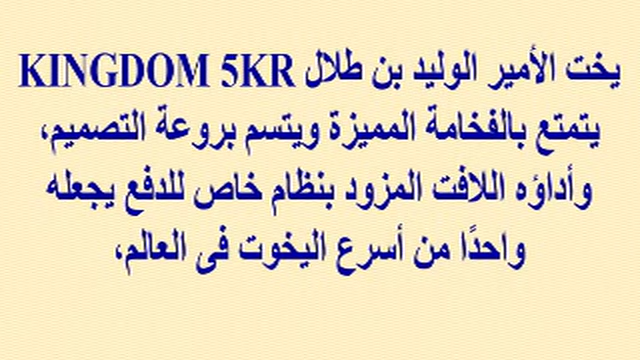 يخت الأمير الوليد بن طلال KINGDOM 5KR
يتمتع بالفخامة المميزة ويتسم بروعة التصميم،
وأداؤه اللافت المزود بنظام خاص للدفع يجعله
واحدًا من أسرع اليخوت فى العالم،